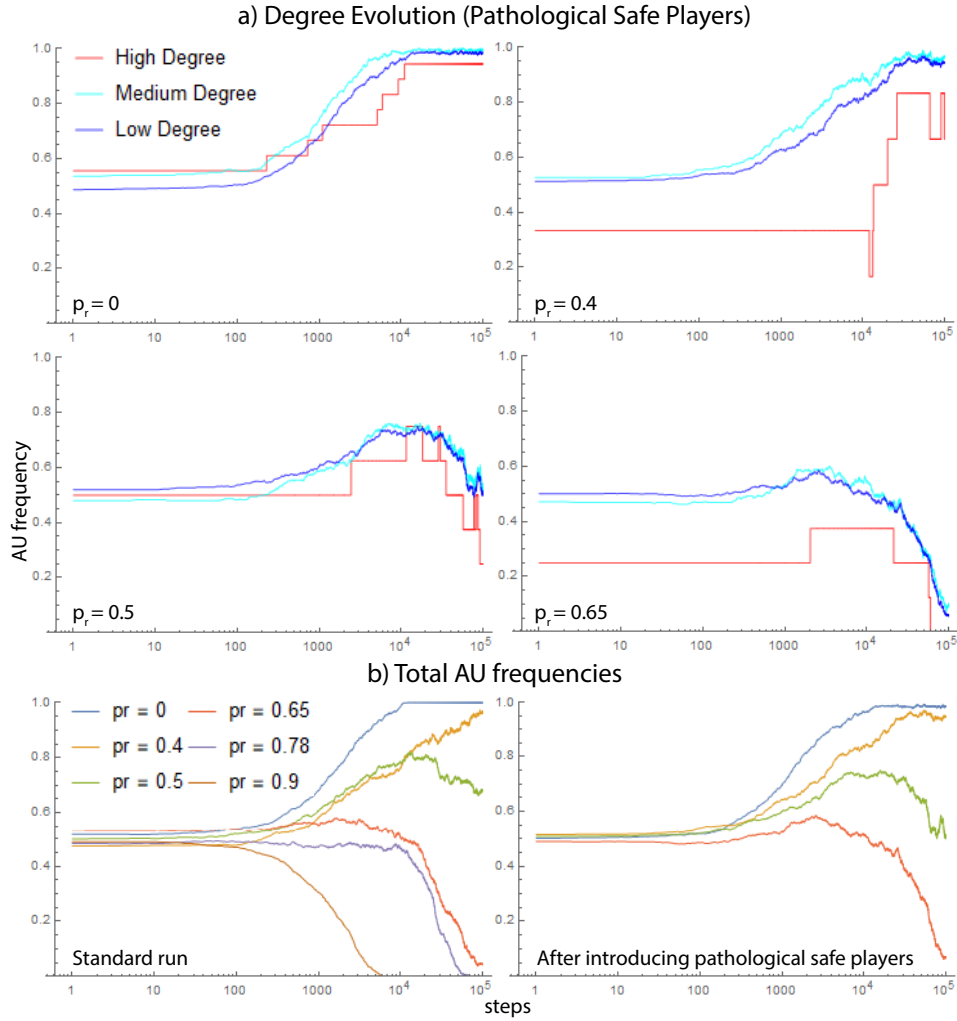 a) Degree Evolution (Pathological Safe Players)
1.0
0.8
0.6
0.4
0.2
High Degree
Medium Degree
Low Degree
p_r = 0
1 10 100 1000 10^4 10^5
1.0
0.8
0.6
0.4
0.2
p_r = 0.4
1 10 100 1000 10^4 10^5
AU frequency
1.0
0.8
0.6
0.4
0.2
p_r = 0.5
1 10 100 1000 10^4 10^5
1.0
0.8
0.6
0.4
0.2
p_r = 0.65
1 10 100 1000 10^4 10^5
b) Total AU frequencies
1.0
0.8
0.6
0.4
0.2
pr = 0 pr = 0.65
pr = 0.4 pr = 0.78
pr = 0.5 pr = 0.9
Standard run
1 10 100 1000 10^4 10^5
1.0
0.8
0.6
0.4
0.2
After introducing pathological safe players
1 10 100 1000 10^4 10^5
steps